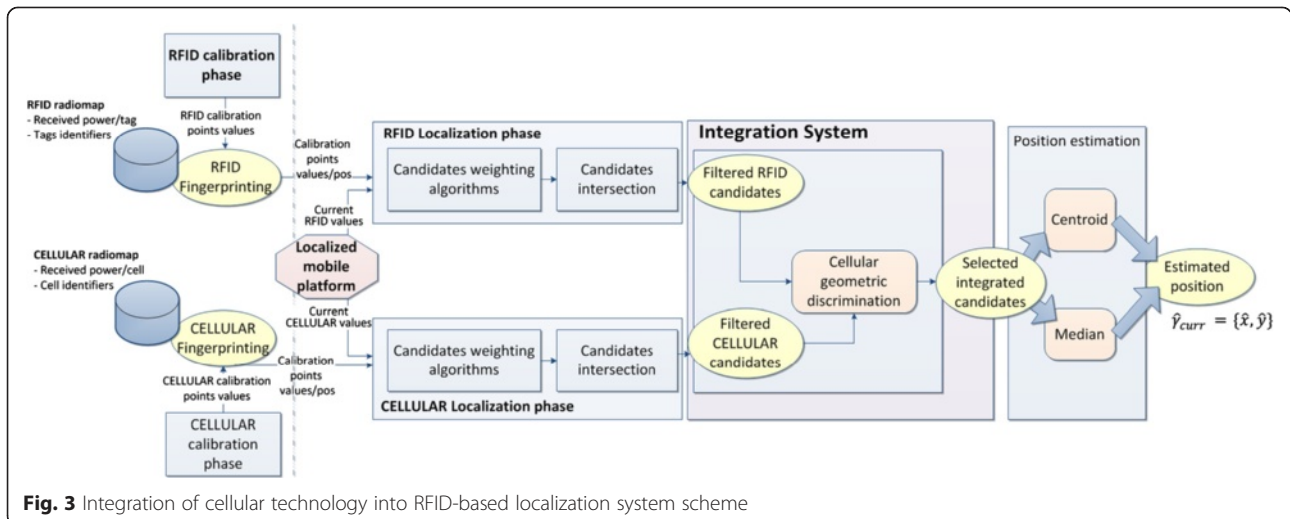 RFID calibration
phase
RFID radiomap
- Received power/tag
- Tags identifiers
RFID calibration
points values
RFID
Fingerprinting
Calibration
points
values/pos
Current
RFID values
Localized
mobile
platform
CELLULAR radiomap
- Received power/cell
- Cell identifiers
Current
CELLULAR values
CELLULAR
Fingerprinting
Calibration
points
values/pos
CELLULAR calibration
points values
CELLULAR
calibration
phase
RFID Localization phase
Candidates weighting
algorithms
Candidates
intersection
Candidates weighting
algorithms
Candidates
intersection
CELLULAR Localization phase
Integration System
Filtered RFID
candidates
Cellular
geometric
discrimination
Filtered
CELLULAR
candidates
Selected
integrated
candidates
Position estimation
Centroid
Median
Estimated
position
γ̂curr = {x̂, ŷ}
Fig. 3 Integration of cellular technology into RFID-based localization system scheme